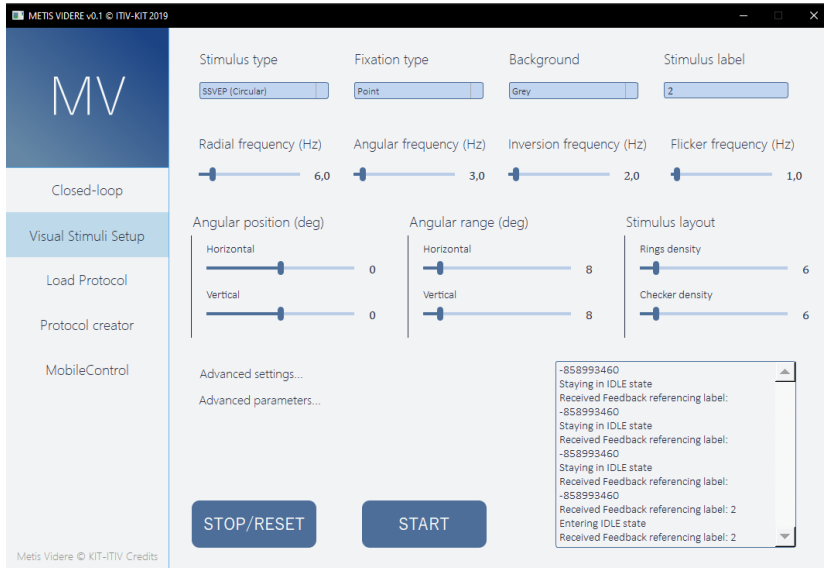 METIS VIDERE v0.1 © ITIV-KIT 2019
MV
Closed-loop
Visual Stimuli Setup
Load Protocol
Protocol creator
MobileControl
Metis Videre © KIT-ITIV Credits
Stimulus type
Fixation type
Background
Stimulus label
SSVEP (Circular)
Point
Grey
2
Radial frequency (Hz)
Angular frequency (Hz)
Inversion frequency (Hz)
Flicker frequency (Hz)
6,0
3,0
2,0
1,0
Angular position (deg)
Horizontal
0
Vertical
0
Angular range (deg)
Horizontal
8
Vertical
8
Stimulus layout
Rings density
6
Checker density
6
Advanced settings...
Advanced parameters...
STOP/RESET
START
-858993460
Staying in IDLE state
Received Feedback referencing label:
-858993460
Staying in IDLE state
Received Feedback referencing label:
-858993460
Staying in IDLE state
Received Feedback referencing label:
-858993460
Received Feedback referencing label: 2
Entering IDLE state
Received Feedback referencing label: 2